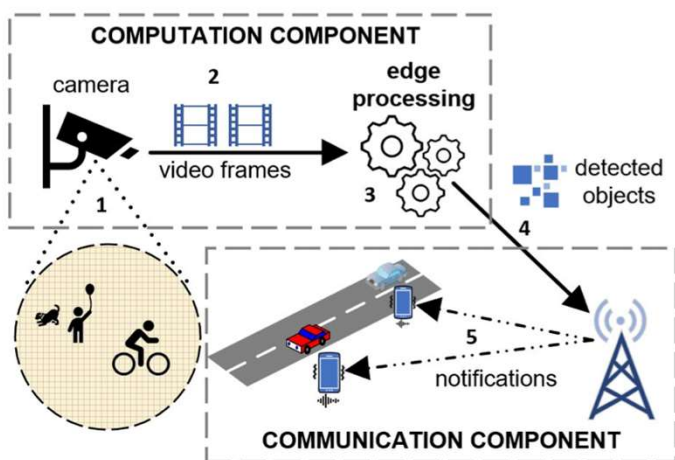 COMPUTATION COMPONENT
camera
2
edge
processing
video frames
3
1
detected
objects
4
5
notifications
COMMUNICATION COMPONENT